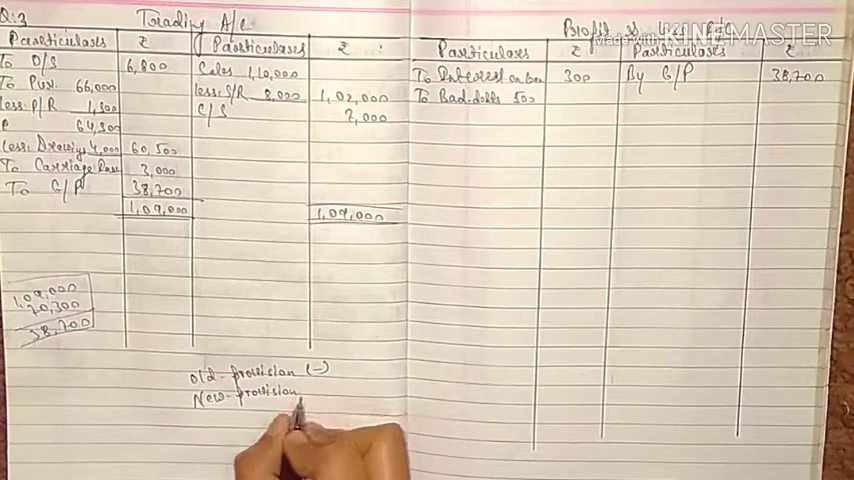 Q.3 Trading A/c
Particulars ₹ Particulars ₹
To O/S 6,800 Sales 1,10,000
To Pur. 66,000 less: S/R 8,000 1,02,000
less: P/R 1,500 C/S 7,000
64,500
Less: Drawings 4,000 60,500
To Carriage 3,000
To G/P 38,700
1,09,000 1,09,000
1,09,000
70,300
38,700
Old provision (-)
New provision
Profit & A/c
Made with KINEMASTER
Particulars ₹ Particulars ₹
To Interest on loan 300 By G/P 38,700
To Bad-debts 500